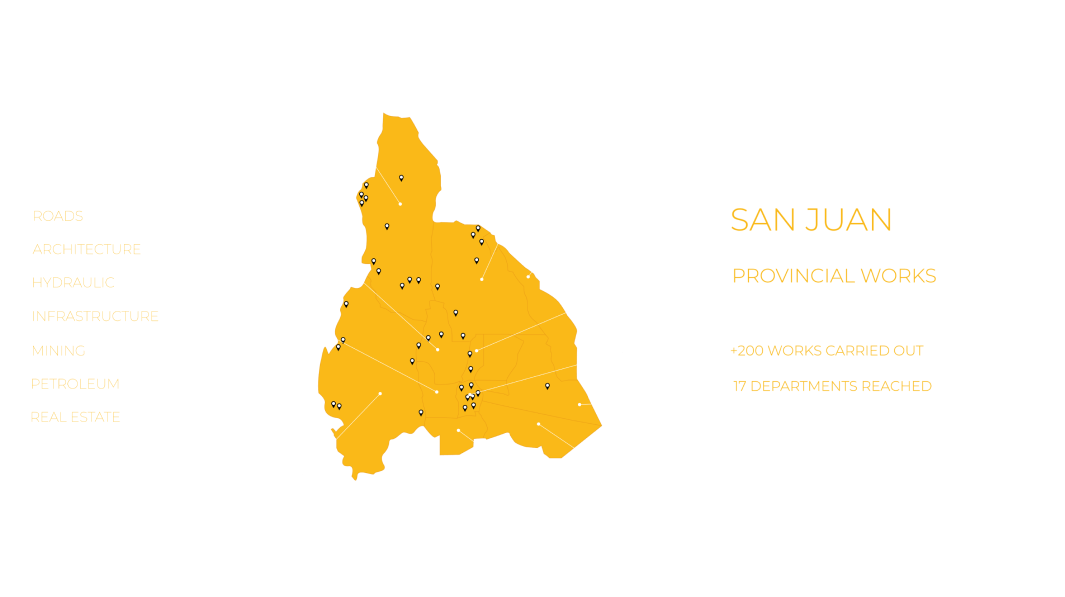 ROADS
ARCHITECTURE
HYDRAULIC
INFRASTRUCTURE
MINING
PETROLEUM
REAL ESTATE
SAN JUAN
PROVINCIAL WORKS
+200 WORKS CARRIED OUT
17 DEPARTMENTS REACHED